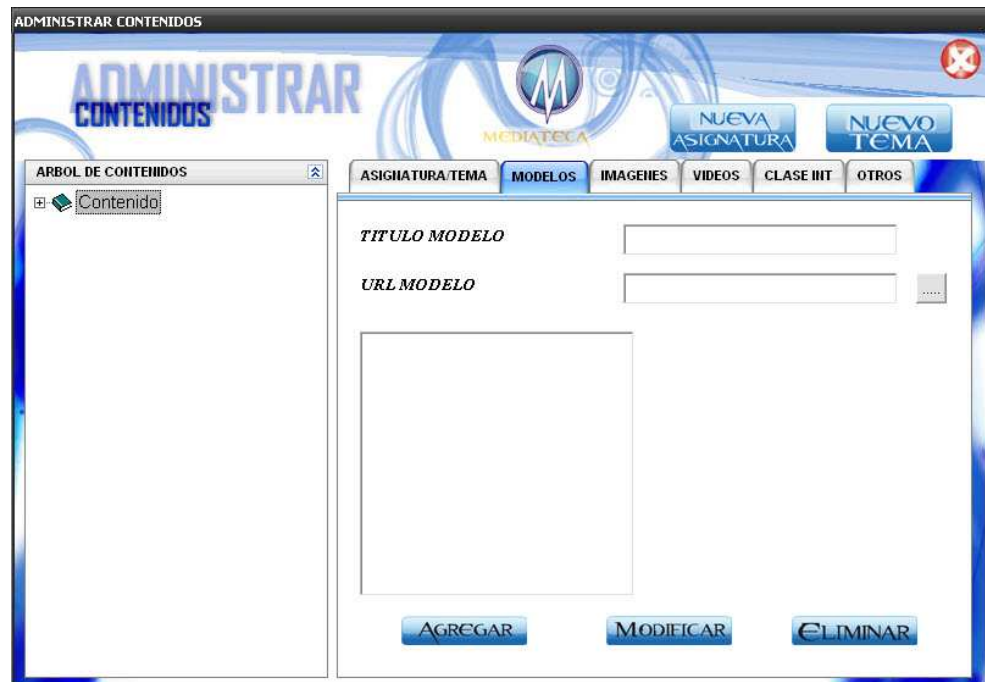 ADMINISTRAR CONTENIDOS
ADMINISTRAR
CONTENIDOS
MEDIATECA
NUEVA
ASIGNATURA
NUEVO
TEMA
ARBOL DE CONTENIDOS
Contenido
ASIGNATURA/TEMA MODELOS IMAGENES VIDEOS CLASE INT OTROS
TITULO MODELO
URL MODELO
.....
AGREGAR MODIFICAR ELIMINAR